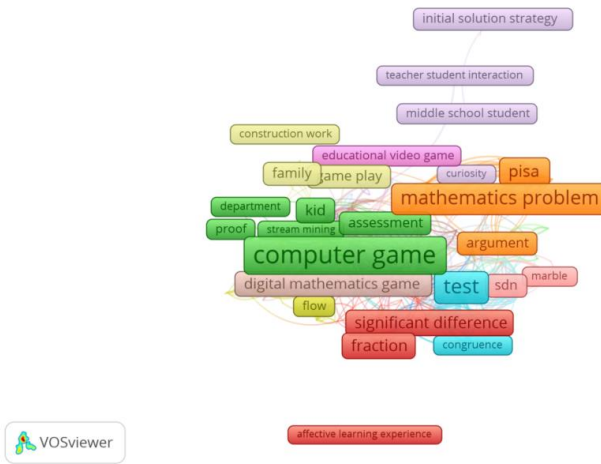 initial solution strategy
teacher student interaction
middle school student
construction work
educational video game
family
game play
curiosity
pisa
mathematics problem
department
kid
assessment
proof
stream mining
argument
computer game
digital mathematics game
test
sdn
marble
flow
significant difference
fraction
congruence
affective learning experience
VOSviewer